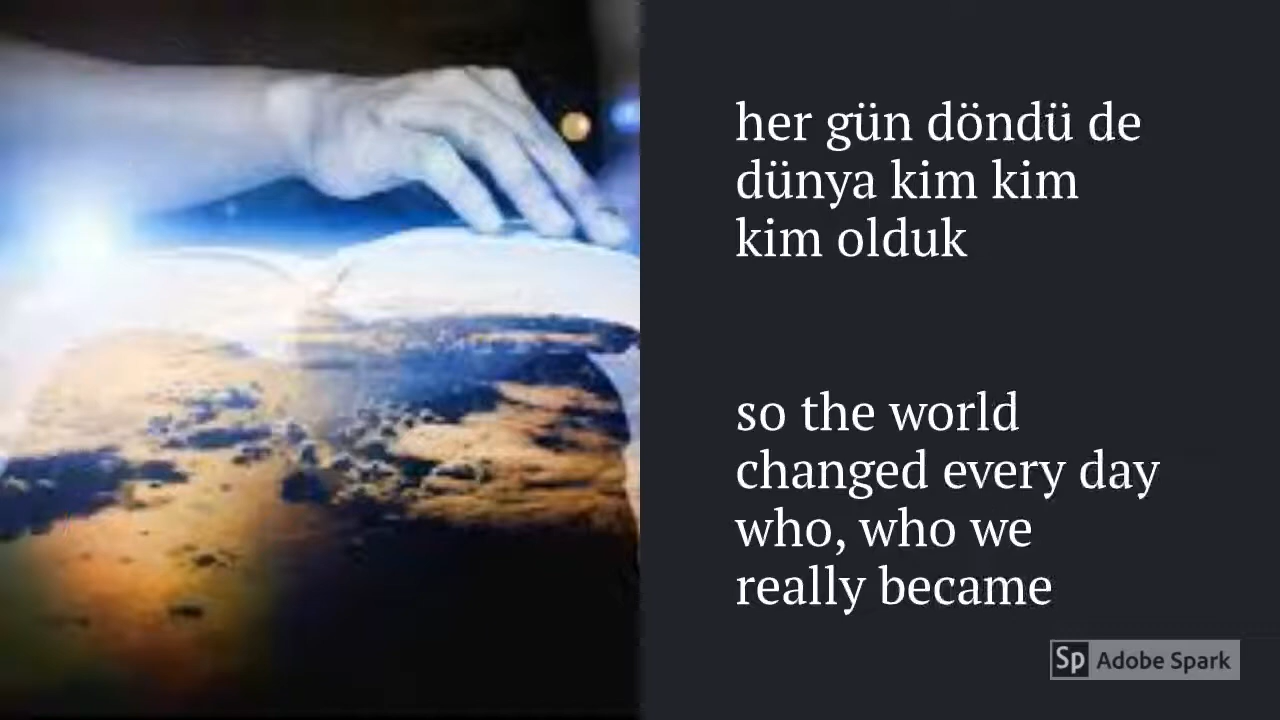 her gün döndü de
dünya kim kim
kim olduk
so the world
changed every day
who, who we
really became
Sp Adobe Spark